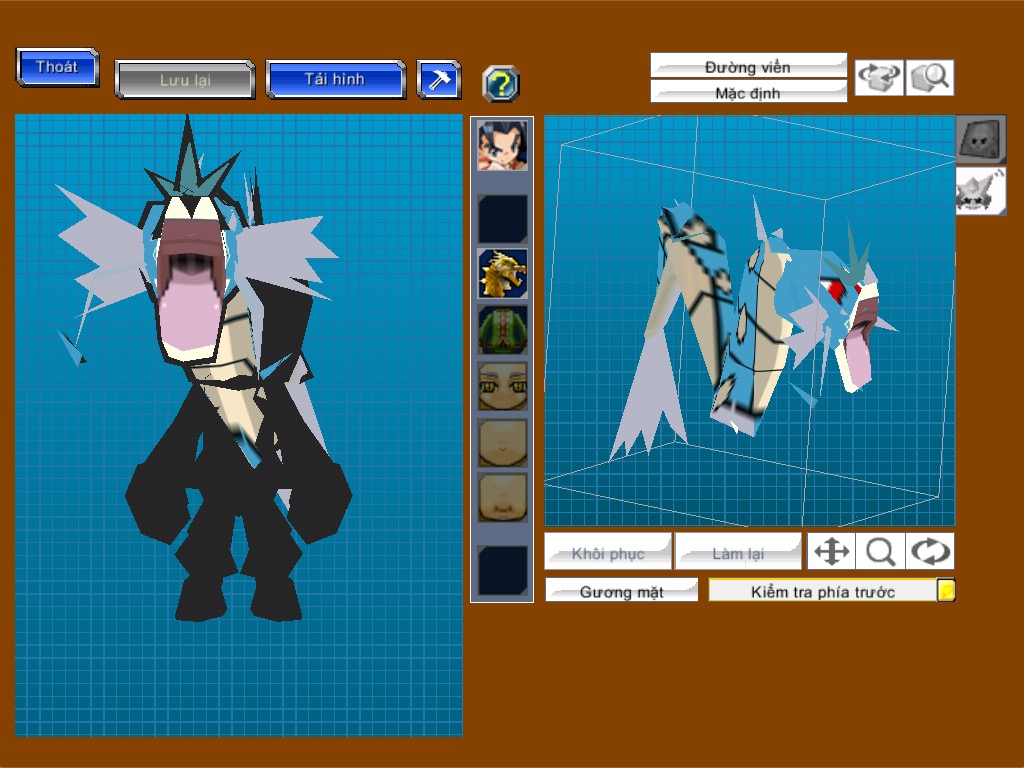 Thoát
Lưu lại
Tải hình
?
Đường viền
Mặc định
Khôi phục
Làm lại
Gương mặt
Kiểm tra phía trước